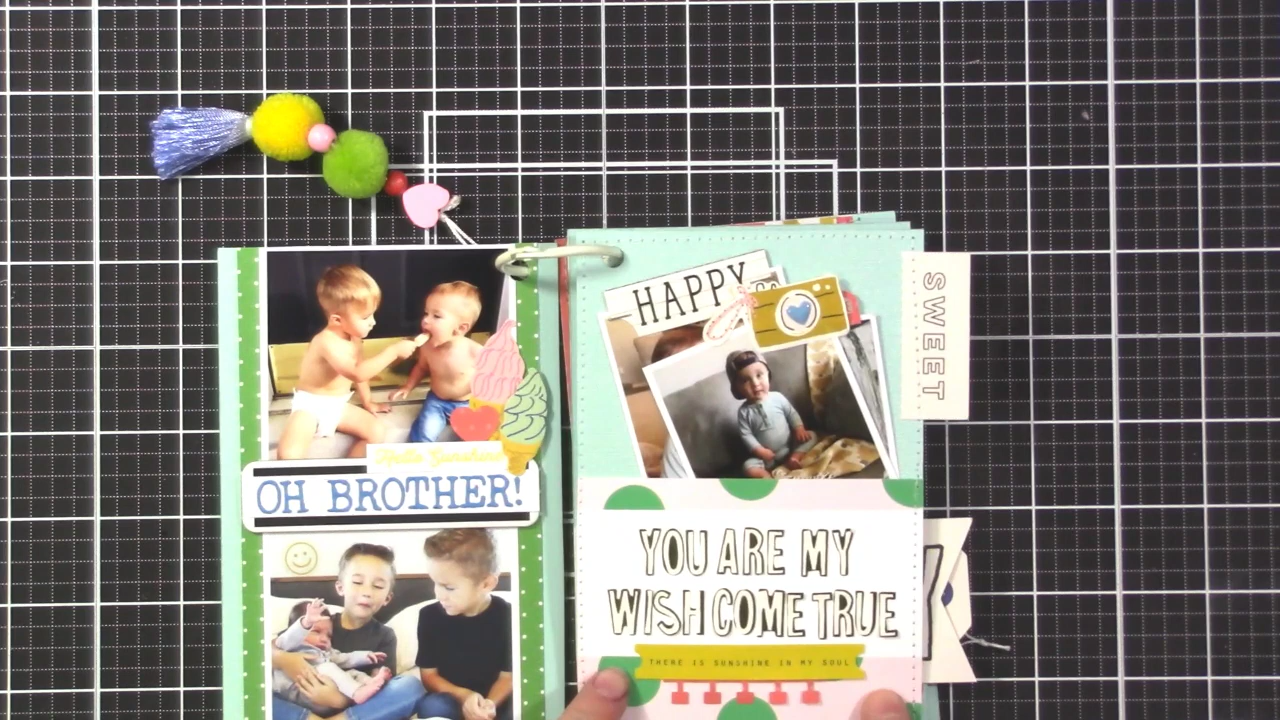 Hello Sunshine
OH BROTHER!
HAPPY
SWEET
YOU ARE MY
WISH COME TRUE
THERE IS SUNSHINE IN MY SOUL